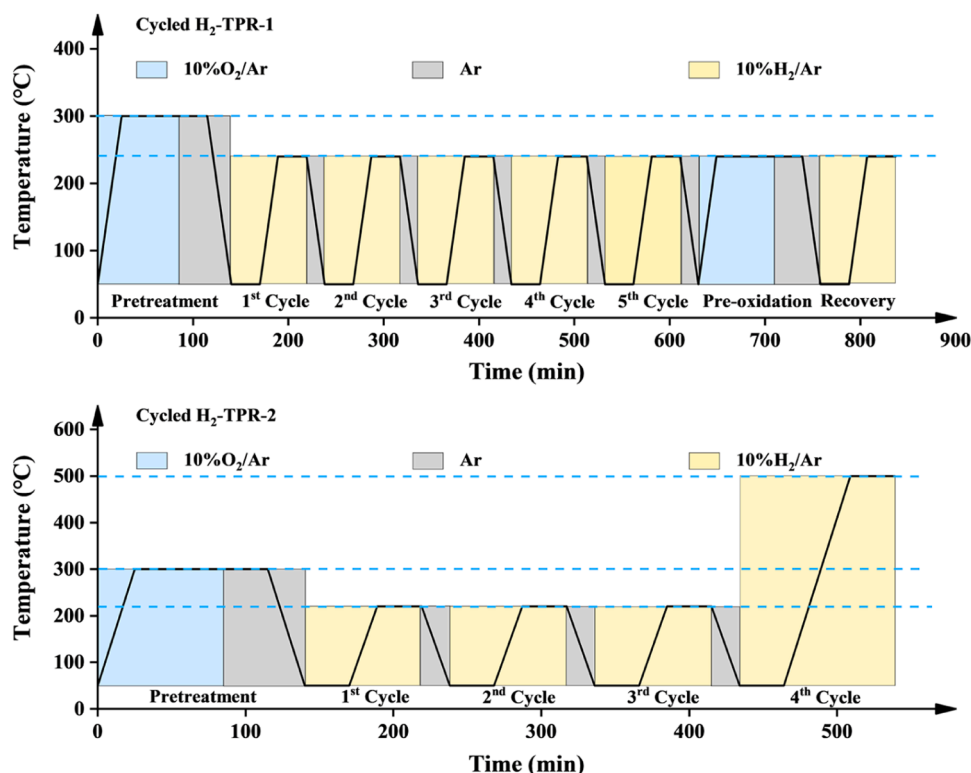 Cycled H₂-TPR-1
10%O₂/Ar Ar 10%H₂/Ar
Temperature (℃)
400
300
200
100
0
Pretreatment 1ˢᵗ Cycle 2ⁿᵈ Cycle 3ʳᵈ Cycle 4ᵗʰ Cycle 5ᵗʰ Cycle Pre-oxidation Recovery
0 100 200 300 400 500 600 700 800 900
Time (min)
Cycled H₂-TPR-2
10%O₂/Ar Ar 10%H₂/Ar
Temperature (℃)
600
500
400
300
200
100
0
Pretreatment 1ˢᵗ Cycle 2ⁿᵈ Cycle 3ʳᵈ Cycle 4ᵗʰ Cycle
0 100 200 300 400 500
Time (min)